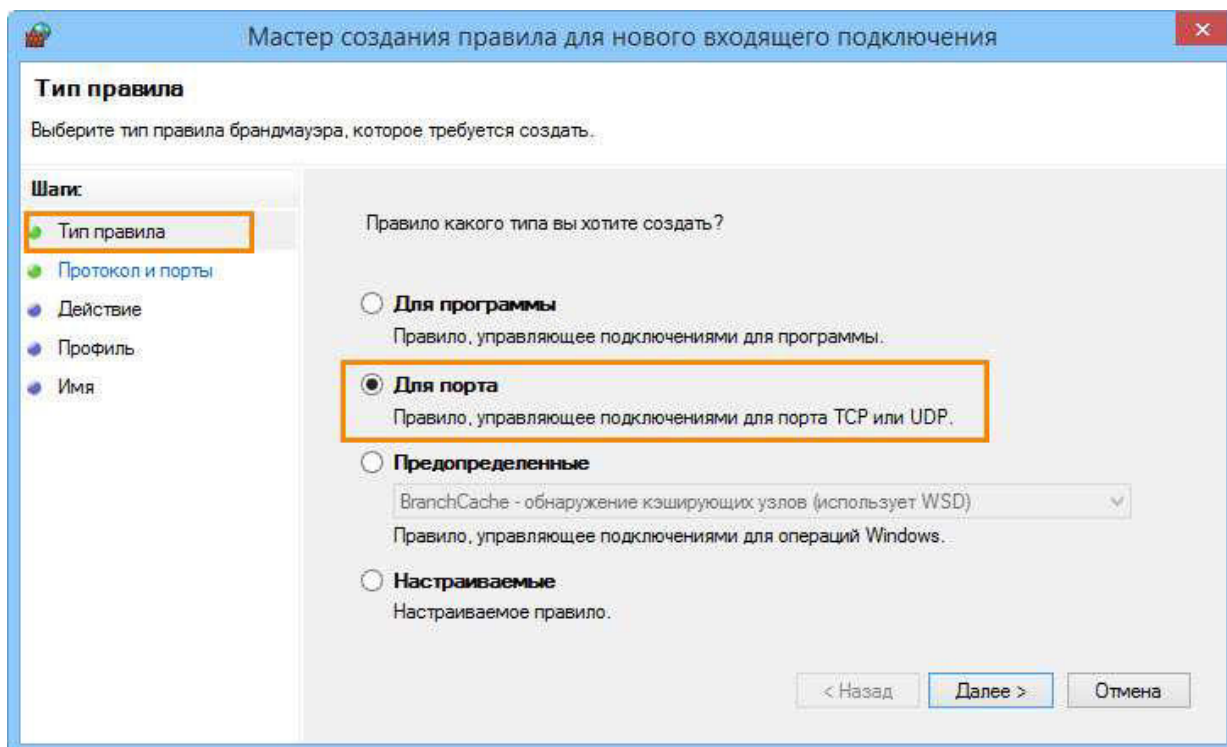 Мастер создания правила для нового входящего подключения
Тип правила
Выберите тип правила брандмауэра, которое требуется создать.
Шаги:
Тип правила
Протокол и порты
Действие
Профиль
Имя
Правило какого типа вы хотите создать?
Для программы
Правило, управляющее подключениями для программы.
Для порта
Правило, управляющее подключениями для порта TCP или UDP.
Предопределенные
BranchCache - обнаружение кэширующих узлов (использует WSD)
Правило, управляющее подключениями для операций Windows.
Настраиваемые
Настраиваемое правило.
< Назад
Далее >
Отмена